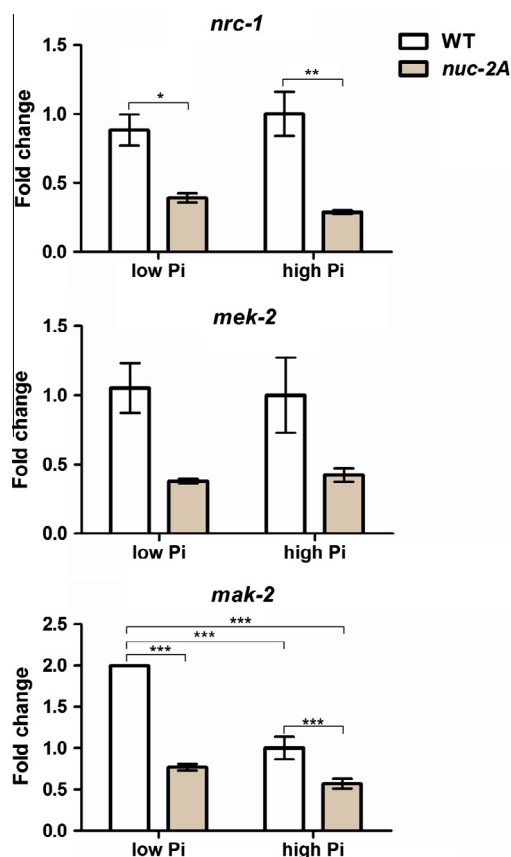 nrc-1
WT
nuc-2A
Fold change
1.5
1.0
0.5
0.0
*
**
low Pi
high Pi
mek-2
Fold change
1.5
1.0
0.5
0.0
low Pi
high Pi
mak-2
Fold change
2.5
2.0
1.5
1.0
0.5
0.0
***
***
***
***
low Pi
high Pi